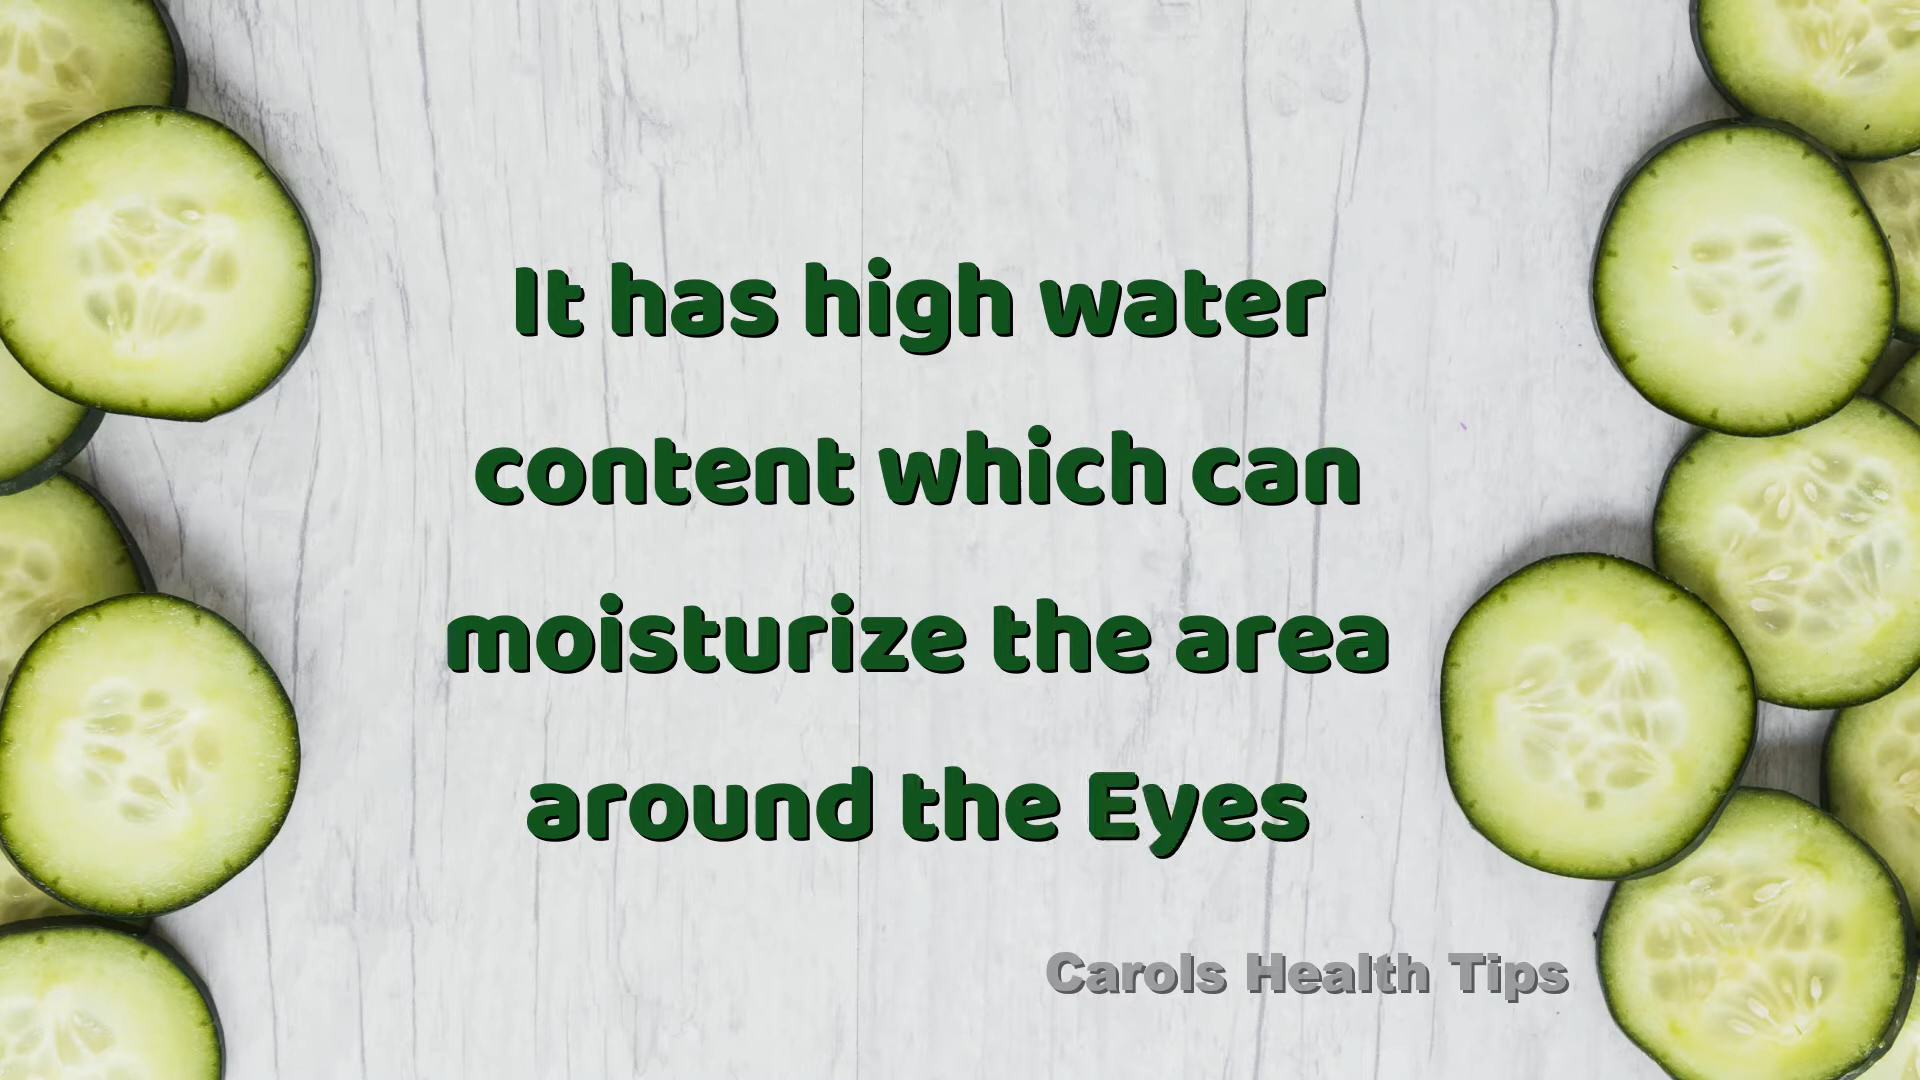 It has high water
content which can
moisturize the area
around the Eyes
Carols Health Tips